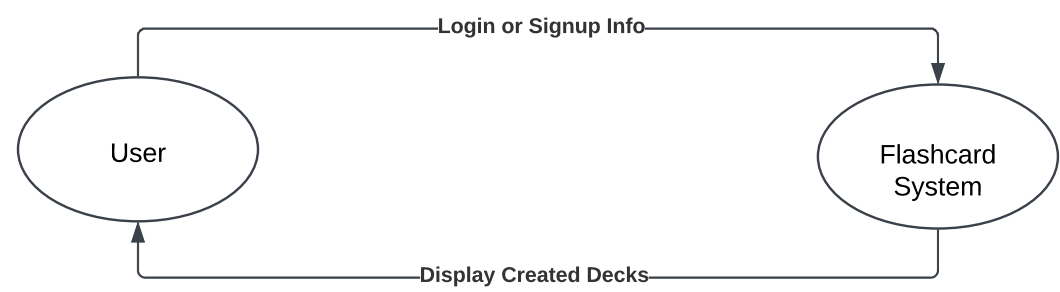 Login or Signup Info
User
Flashcard
System
Display Created Decks